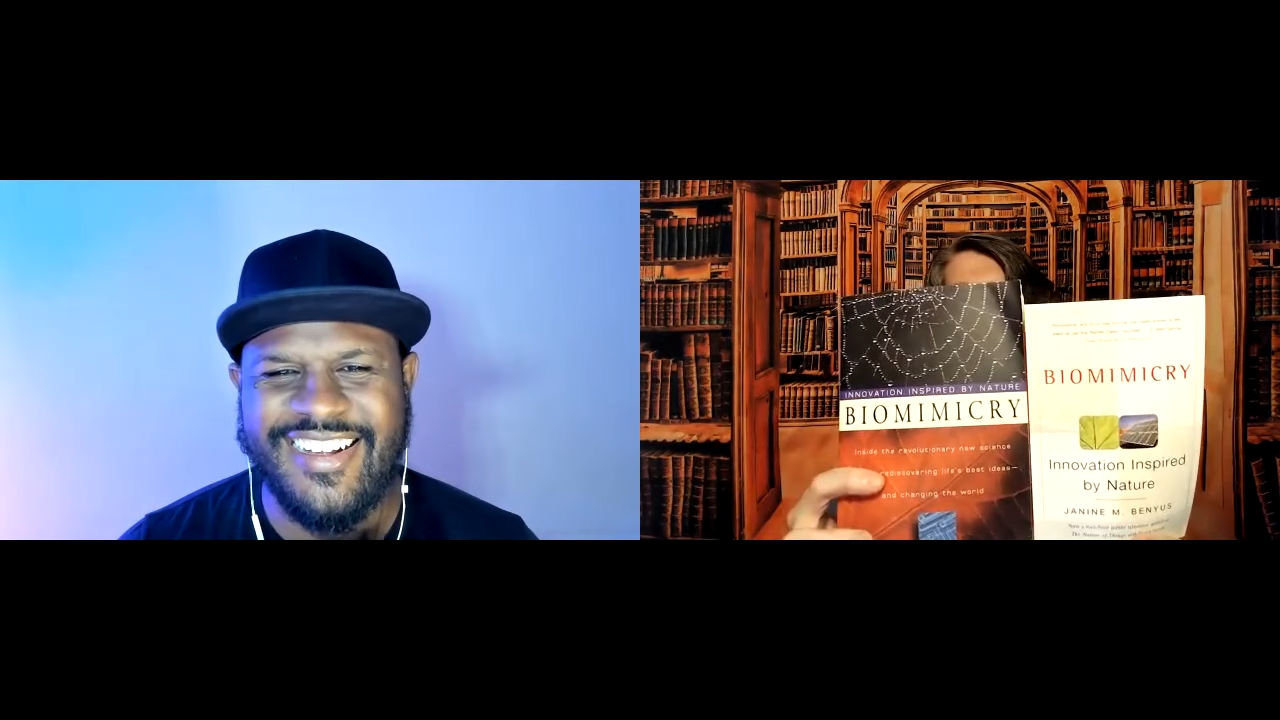 INNOVATION INSPIRED BY NATURE
BIOMIMICRY
Inside the revolutionary new science
rediscovering life's best ideas—
and changing the world
BIOMIMICRY
Innovation Inspired
by Nature
JANINE M. BENYUS